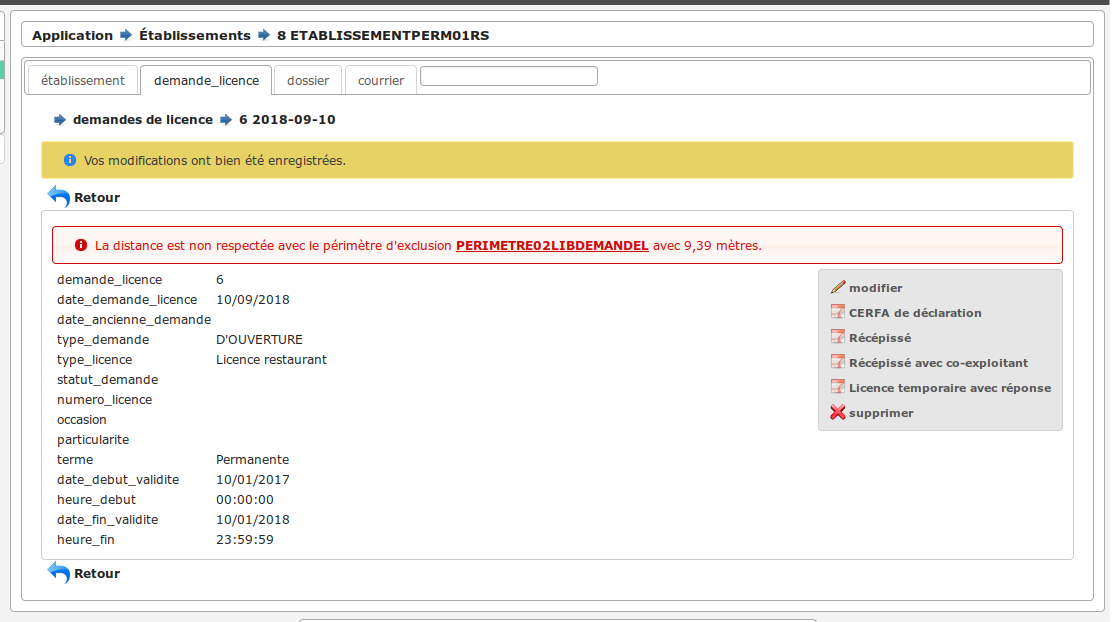 Application Établissements 8 ETABLISSEMENTPERM01RS
établissement demande_licence dossier courrier
demandes de licence 6 2018-09-10
Vos modifications ont bien été enregistrées.
Retour
La distance est non respectée avec le périmètre d'exclusion PERIMETRE02LIBDEMANDEL avec 9,39 mètres.
demande_licence 6
date_demande_licence 10/09/2018
date_ancienne_demande
type_demande D'OUVERTURE
type_licence Licence restaurant
statut_demande
numero_licence
occasion
particularite
terme Permanente
date_debut_validite 10/01/2017
heure_debut 00:00:00
date_fin_validite 10/01/2018
heure_fin 23:59:59
modifier
CERFA de déclaration
Récépissé
Récépissé avec co-exploitant
Licence temporaire avec réponse
supprimer
Retour